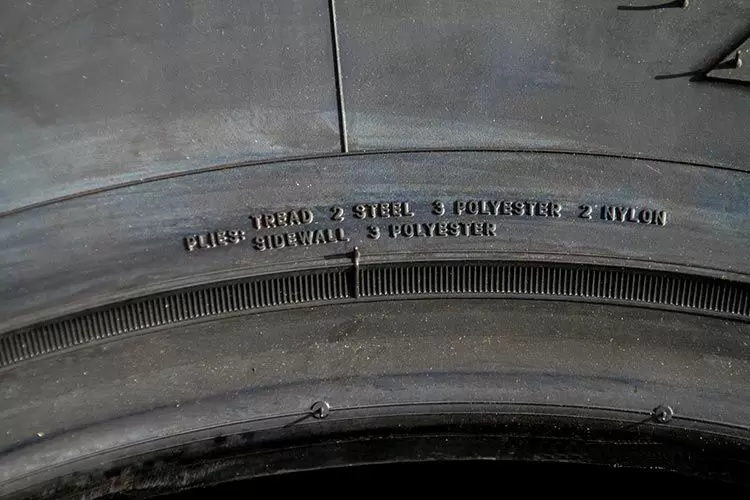 PLIES: TREAD 2 STEEL 3 POLYESTER 2 NYLON
SIDEWALL 3 POLYESTER